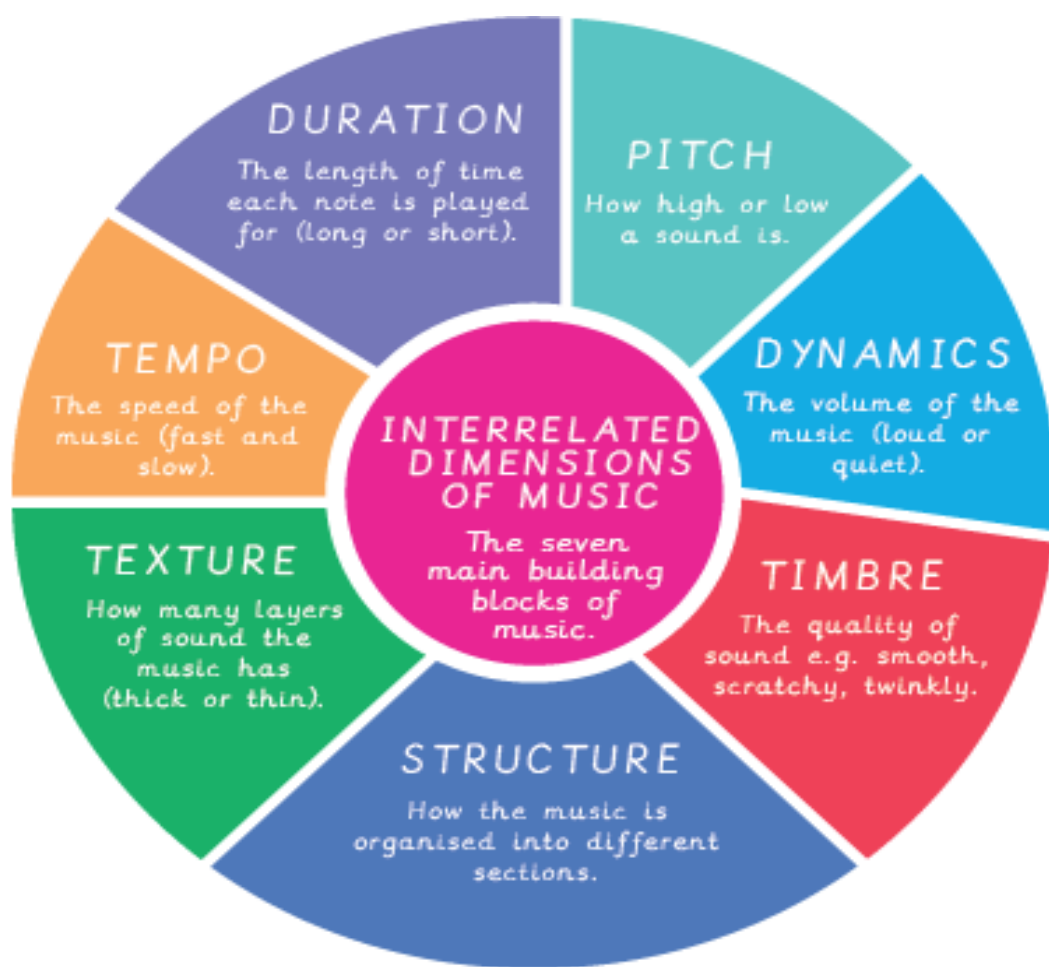 DURATION
The length of time
each note is played
for (long or short).
PITCH
How high or low
a sound is.
DYNAMICS
The volume of the
music (loud or
quiet).
TIMBRE
The quality of
sound e.g. smooth,
scratchy, twinkly.
STRUCTURE
How the music is
organised into different
sections.
TEXTURE
How many layers
of sound the
music has
(thick or thin).
TEMPO
The speed of the
music (fast and
slow).
INTERRELATED
DIMENSIONS
OF MUSIC
The seven
main building
blocks of
music.